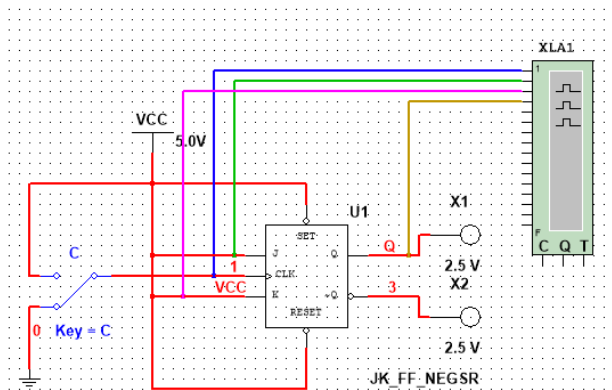 XLA1
1
VCC
5.0V
U1
X1
SET
J
Q
Q
C
1
CLK
2.5 V
VCC
K
~Q
3
X2
RESET
F
C Q T
0
Key = C
2.5 V
JK_FF_NEGSR